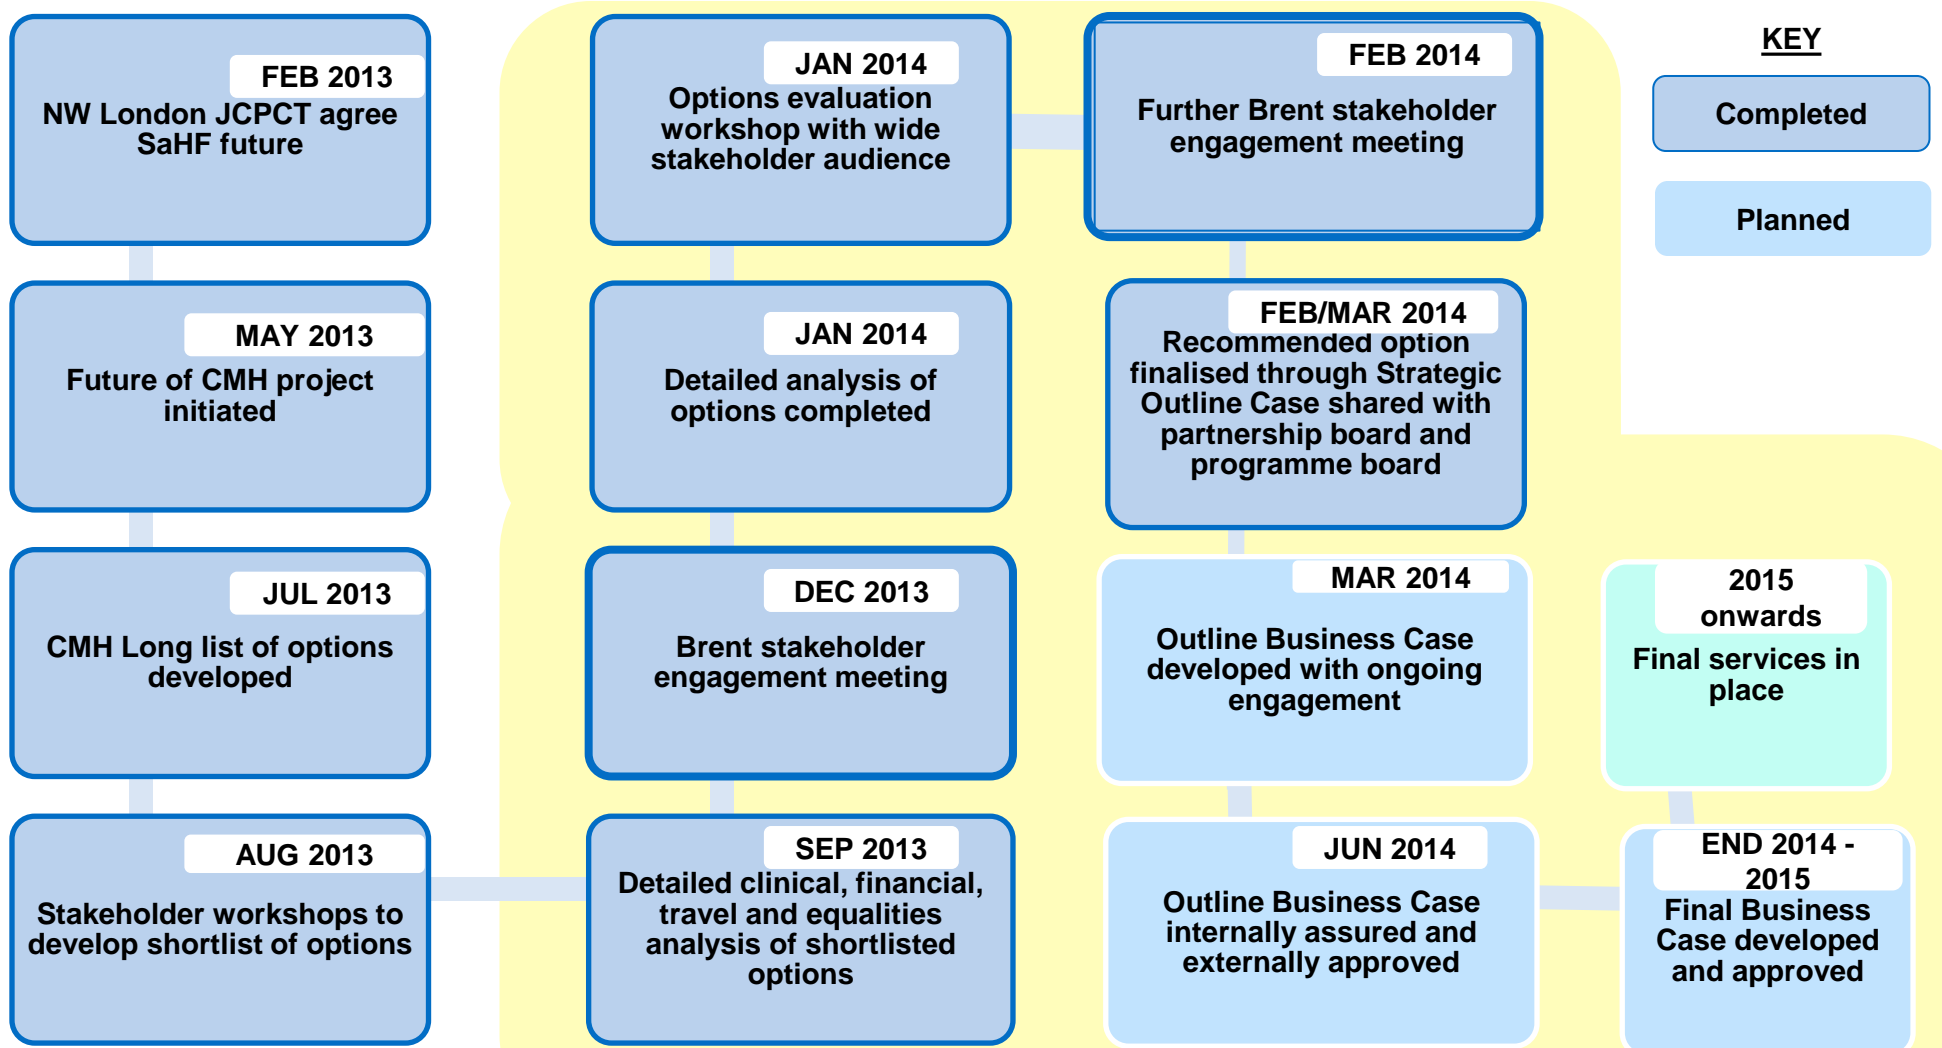 FEB 2013
NW London JCPCT agree
SaHF future
MAY 2013
Future of CMH project
initiated
JUL 2013
CMH Long list of options
developed
AUG 2013
Stakeholder workshops to
develop shortlist of options
SEP 2013
Detailed clinical, financial,
travel and equalities
analysis of shortlisted
options
DEC 2013
Brent stakeholder
engagement meeting
JAN 2014
Detailed analysis of
options completed
JAN 2014
Options evaluation
workshop with wide
stakeholder audience
FEB 2014
Further Brent stakeholder
engagement meeting
FEB/MAR 2014
Recommended option
finalised through Strategic
Outline Case shared with
partnership board and
programme board
MAR 2014
Outline Business Case
developed with ongoing
engagement
JUN 2014
Outline Business Case
internally assured and
externally approved
END 2014 -
2015
Final Business
Case developed
and approved
2015
onwards
Final services in
place
KEY
Completed
Planned